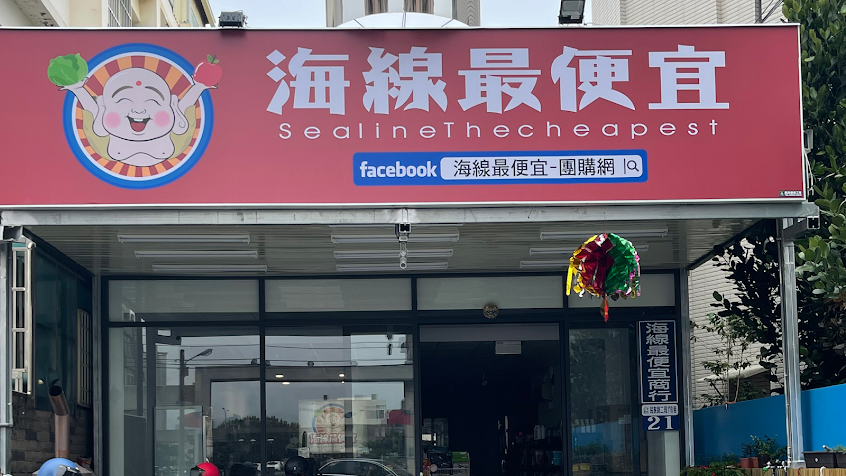 海線最便宜
SealineThecheapest
facebook 海線最便宜-團購網
海線最便宜商行
21